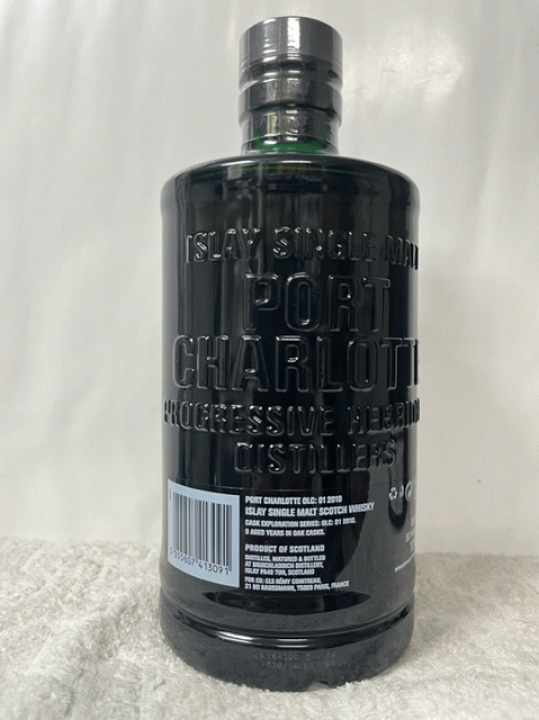 ISLAY SINGLE MA
PORT
CHARLOTT
PROGRESSIVE HEBRID
DISTILLERS
PORT CHARLOTTE OLC: 01 2010
ISLAY SINGLE MALT SCOTCH WHISKY
CASK EXPLORATION SERIES: OLC: 01 2010.
9 AGED YEARS IN OAK CASKS.
PRODUCT OF SCOTLAND
DISTILLED, MATURED & BOTTLED
AT BRUICHLADDICH DISTILLERY,
ISLAY PA49 7UN, SCOTLAND
FOR EU: CLS RÉMY COINTREAU,
21 BD HAUSSMANN, 75009 PARIS, FRANCE
413091